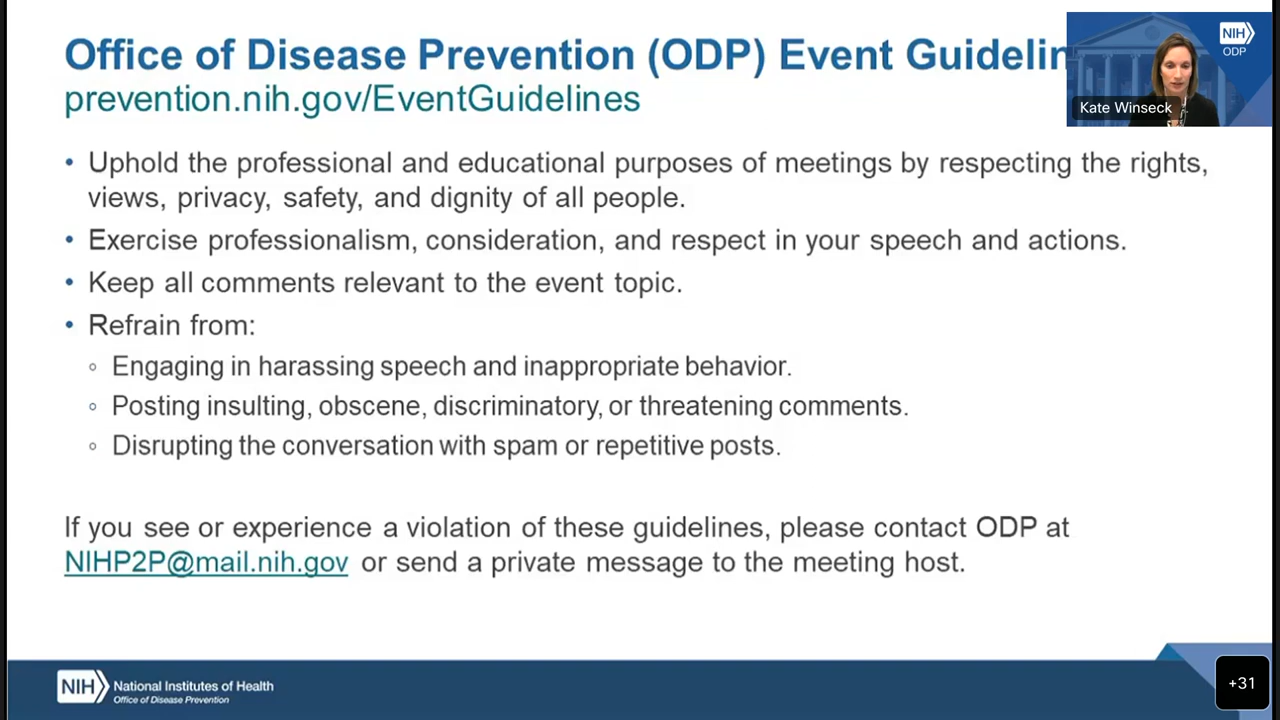 Office of Disease Prevention (ODP) Event Guidelin
prevention.nih.gov/EventGuidelines
NIH
ODP
Kate Winseck
• Uphold the professional and educational purposes of meetings by respecting the rights,
views, privacy, safety, and dignity of all people.
• Exercise professionalism, consideration, and respect in your speech and actions.
• Keep all comments relevant to the event topic.
• Refrain from:
◦ Engaging in harassing speech and inappropriate behavior.
◦ Posting insulting, obscene, discriminatory, or threatening comments.
◦ Disrupting the conversation with spam or repetitive posts.
If you see or experience a violation of these guidelines, please contact ODP at
NIHP2P@mail.nih.gov or send a private message to the meeting host.
NIH National Institutes of Health
Office of Disease Prevention
+31